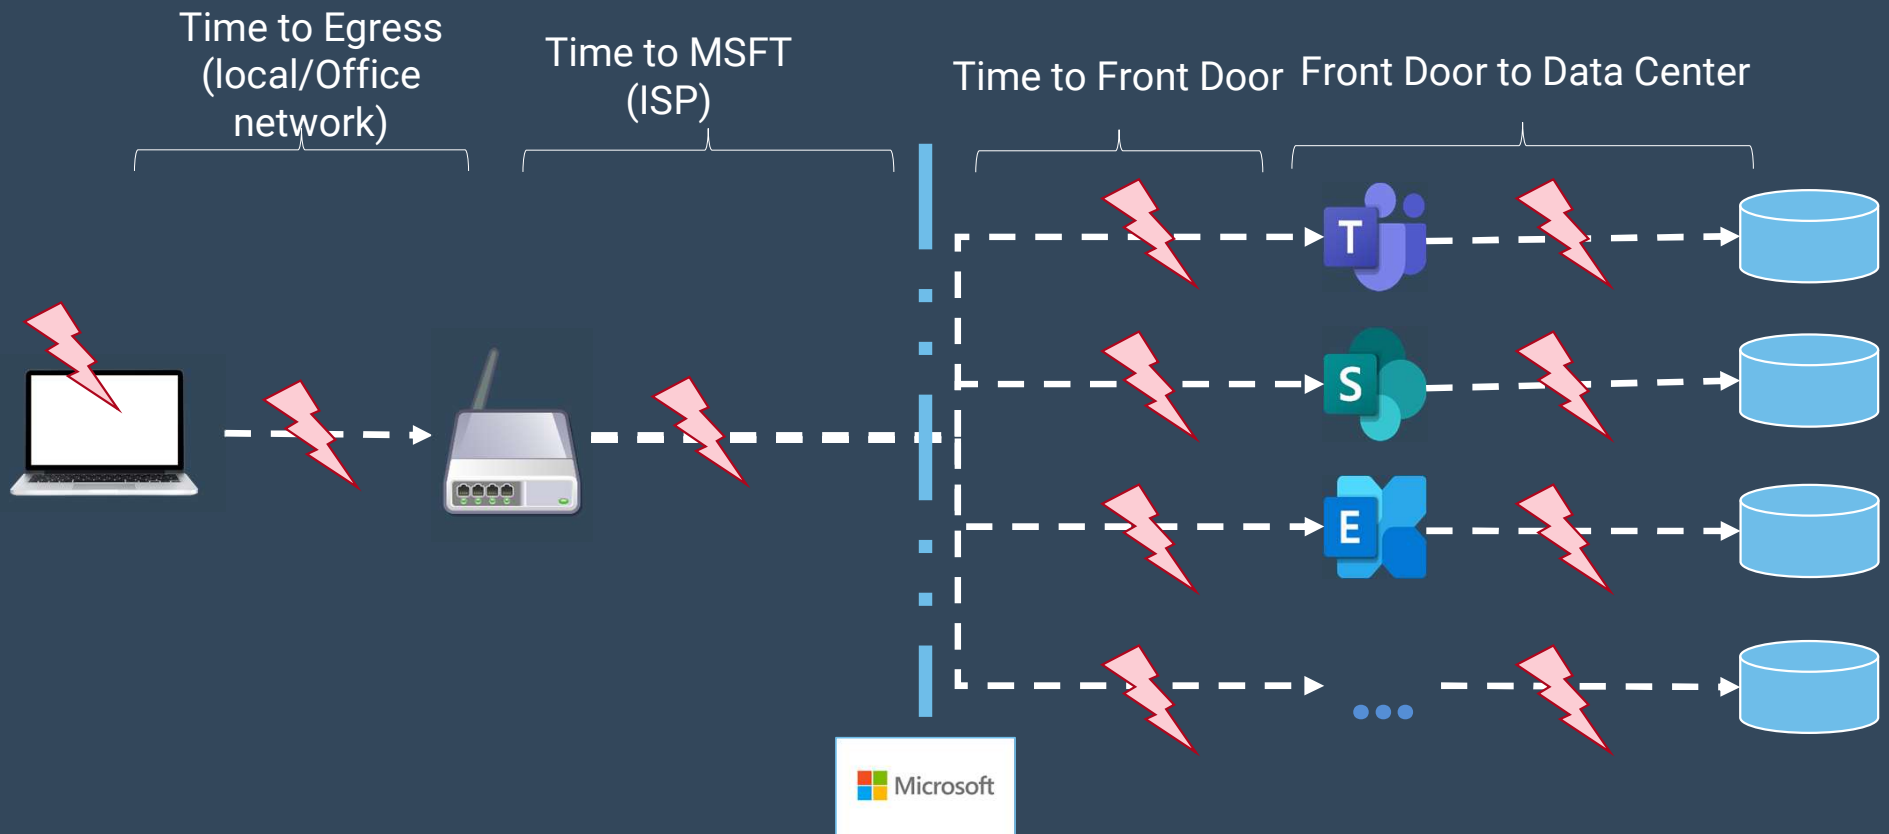 Time to Egress
(local/Office
network)
Time to MSFT
(ISP)
Time to Front Door
Front Door to Data Center
T
S
E
Microsoft